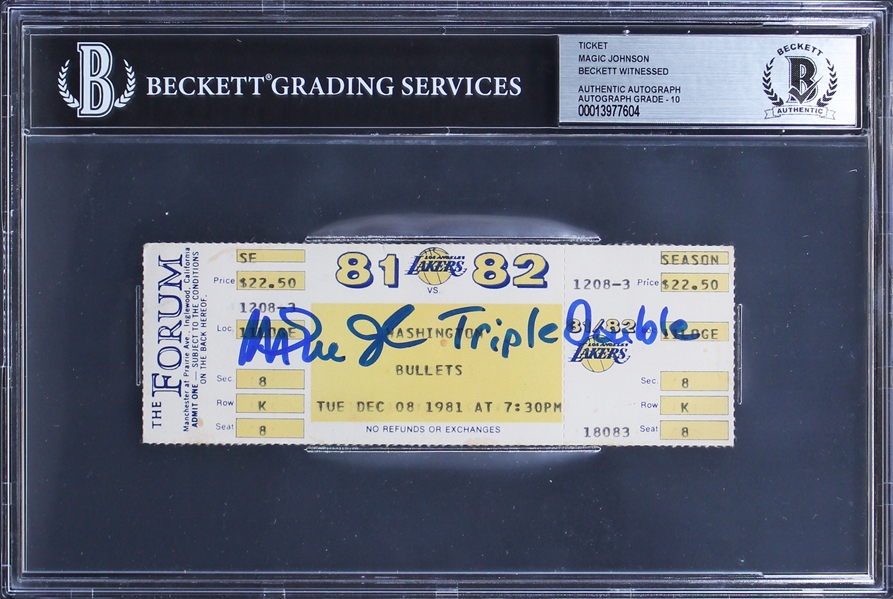 BECKETT® GRADING SERVICES
TICKET
MAGIC JOHNSON
BECKETT WITNESSED
AUTHENTIC AUTOGRAPH
AUTOGRAPH GRADE - 10
00013977604
BECKETT
B
AUTHENTIC
B
THE FORUM
Manchester at Prairie Ave. Inglewood, California
ADMIT ONE — SUBJECT TO THE CONDITIONS
ON THE BACK HEREOF.
SE
Price $22.50
1208-3
Loc.
Sec. 8
Row K
Seat 8
81 LOS ANGELES LAKERS 82
VS.
WASHINGTON
BULLETS
TUE DEC 08 1981 AT 7:30PM
NO REFUNDS OR EXCHANGES
Triple Double
SEASON
1208-3 Price $22.50
81/82
LOS ANGELES
LAKERS
Sec. 8
Row K
18083 Seat 8